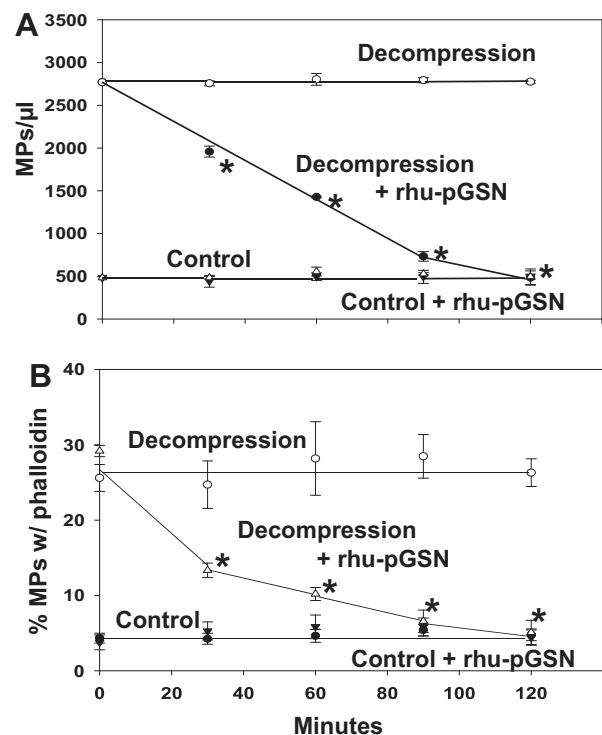 A
3500
3000
2500
2000
1500
1000
500
0
MPs/µl
Decompression
Decompression
+ rhu-pGSN
*
*
*
*
Control
Control + rhu-pGSN
B
40
30
20
10
0
% MPs w/ phalloidin
Decompression
Decompression
+ rhu-pGSN
*
*
*
*
Control
Control + rhu-pGSN
0 20 40 60 80 100 120
Minutes